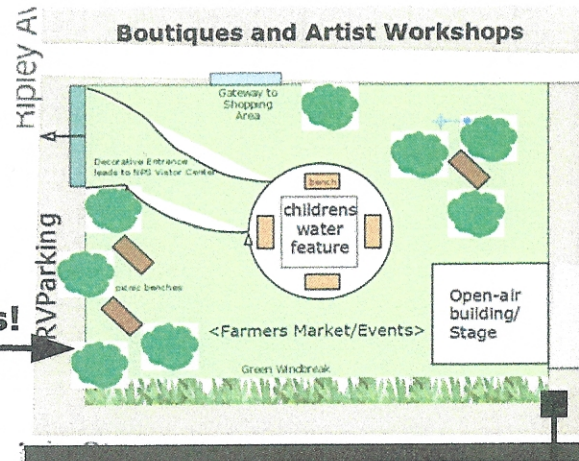 Boutiques and Artist Workshops
Ripley Av
Gateway to
Shopping
Area
Decorative Entrance
leads to NPS Vistor Center
bench
childrens
water
feature
picnic benches
RVParking
Open-air
building/
Stage
<Farmers Market/Events>
Green Windbreak